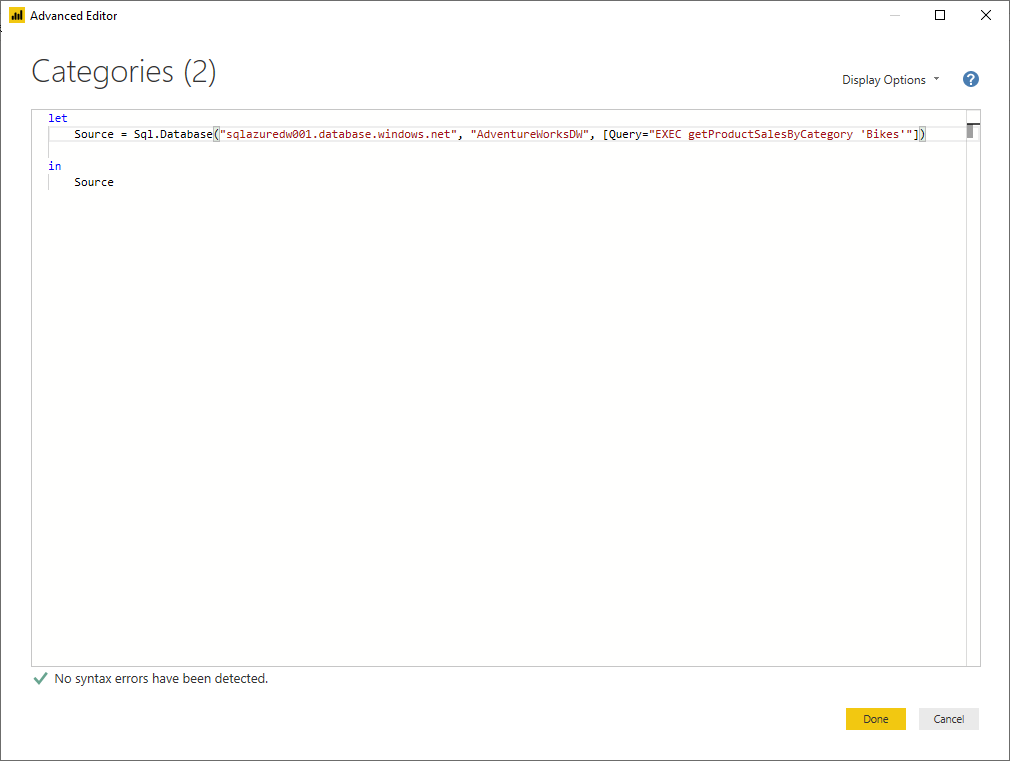 Advanced Editor
Categories (2)
Display Options
?
let
    Source = Sql.Database("sqlazuredw001.database.windows.net", "AdventureWorksDW", [Query="EXEC getProductSalesByCategory 'Bikes'"])
in
    Source
No syntax errors have been detected.
Done
Cancel